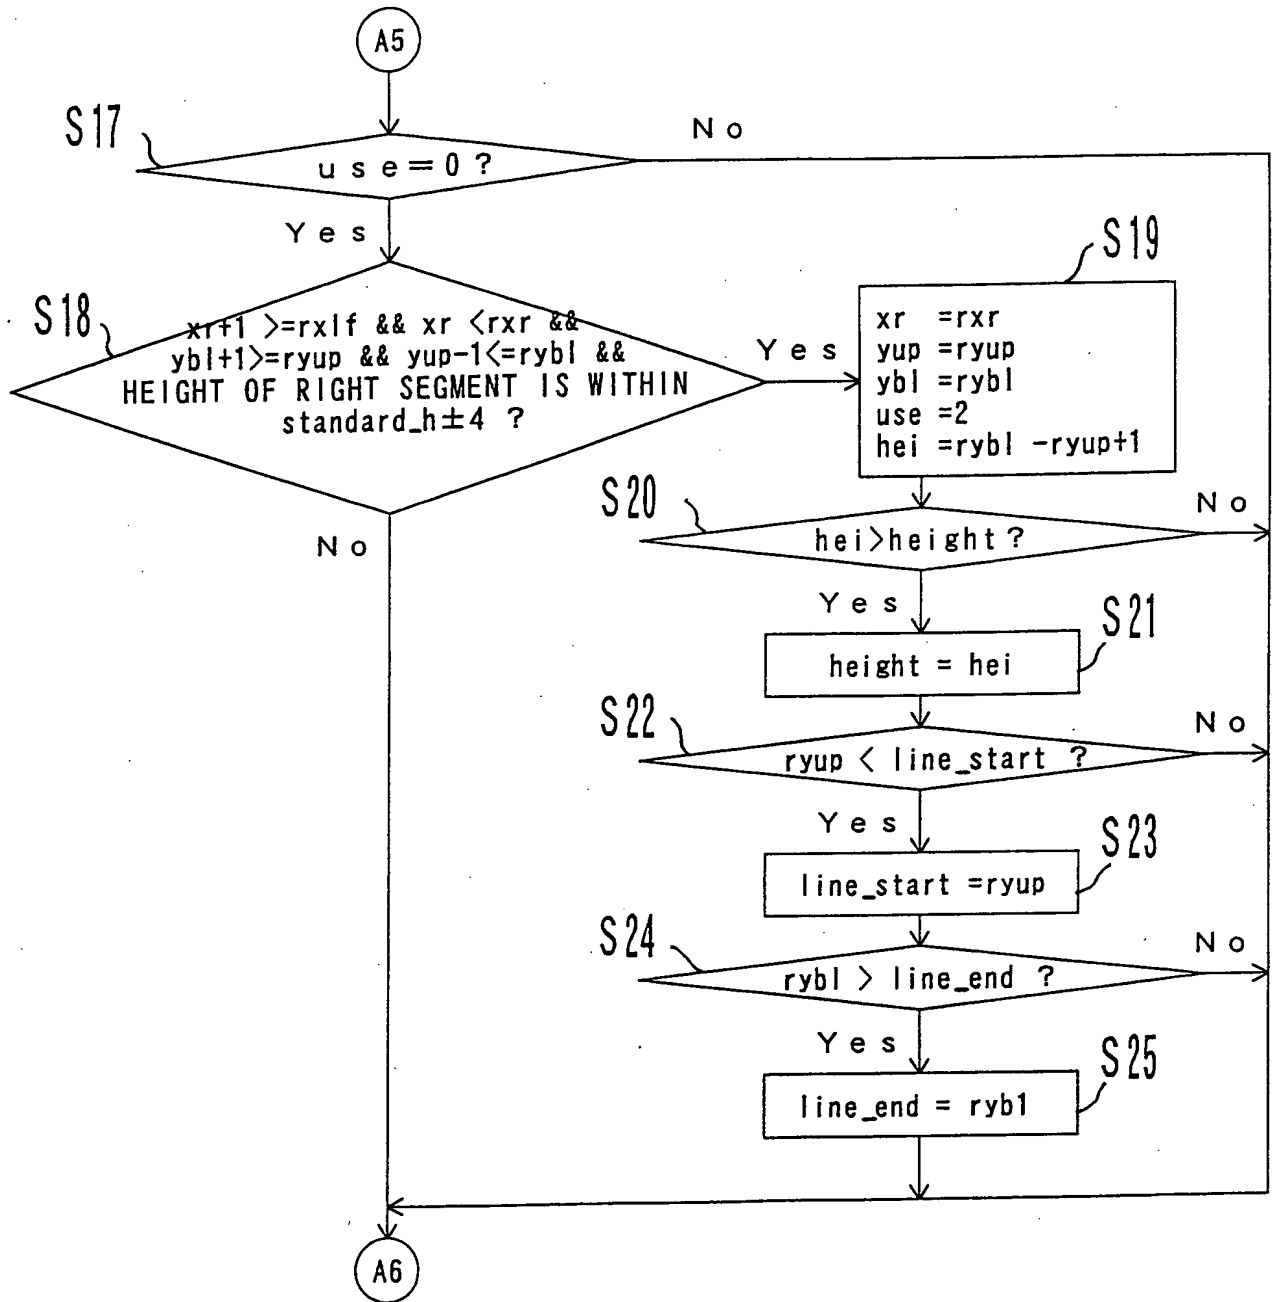 A5
S17
No
use=0?
Yes
S18
xr+1 >=rxlf && xr <rxr &&
ybl+1>=ryup && yup-1<=rybl &&
HEIGHT OF RIGHT SEGMENT IS WITHIN
standard_h±4 ?
Yes
No
S19
xr =rxr
yup =ryup
ybl =rybl
use =2
hei =rybl -ryup+1
S20
No
hei>height?
Yes
S21
height = hei
S22
No
ryup < line_start ?
Yes
S23
line_start =ryup
S24
No
rybl > line_end ?
Yes
S25
line_end = ryb1
A6